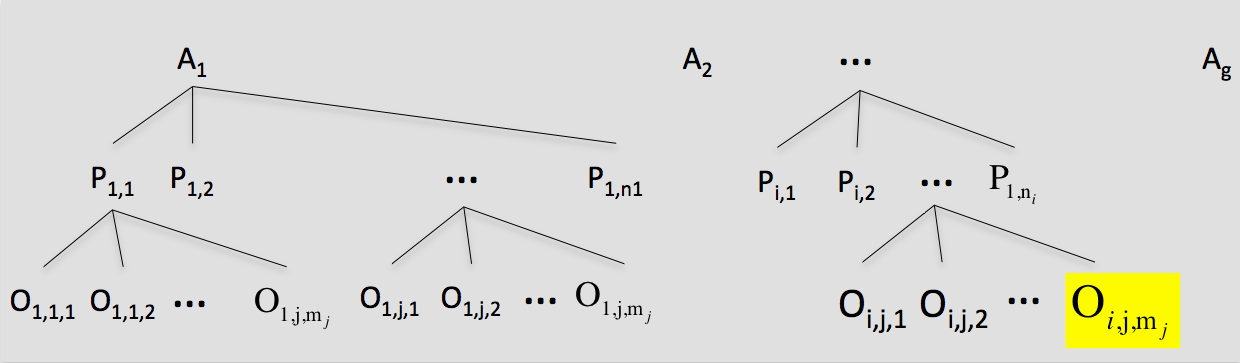 A1 A2 ... Ag
P1,1 P1,2 ... P1,n1 Pi,1 Pi,2 ... P1,ni
O1,1,1 O1,1,2 ... O1,j,mj O1,j,1 O1,j,2 ... O1,j,mj Oi,j,1 Oi,j,2 ... Oi,j,mj